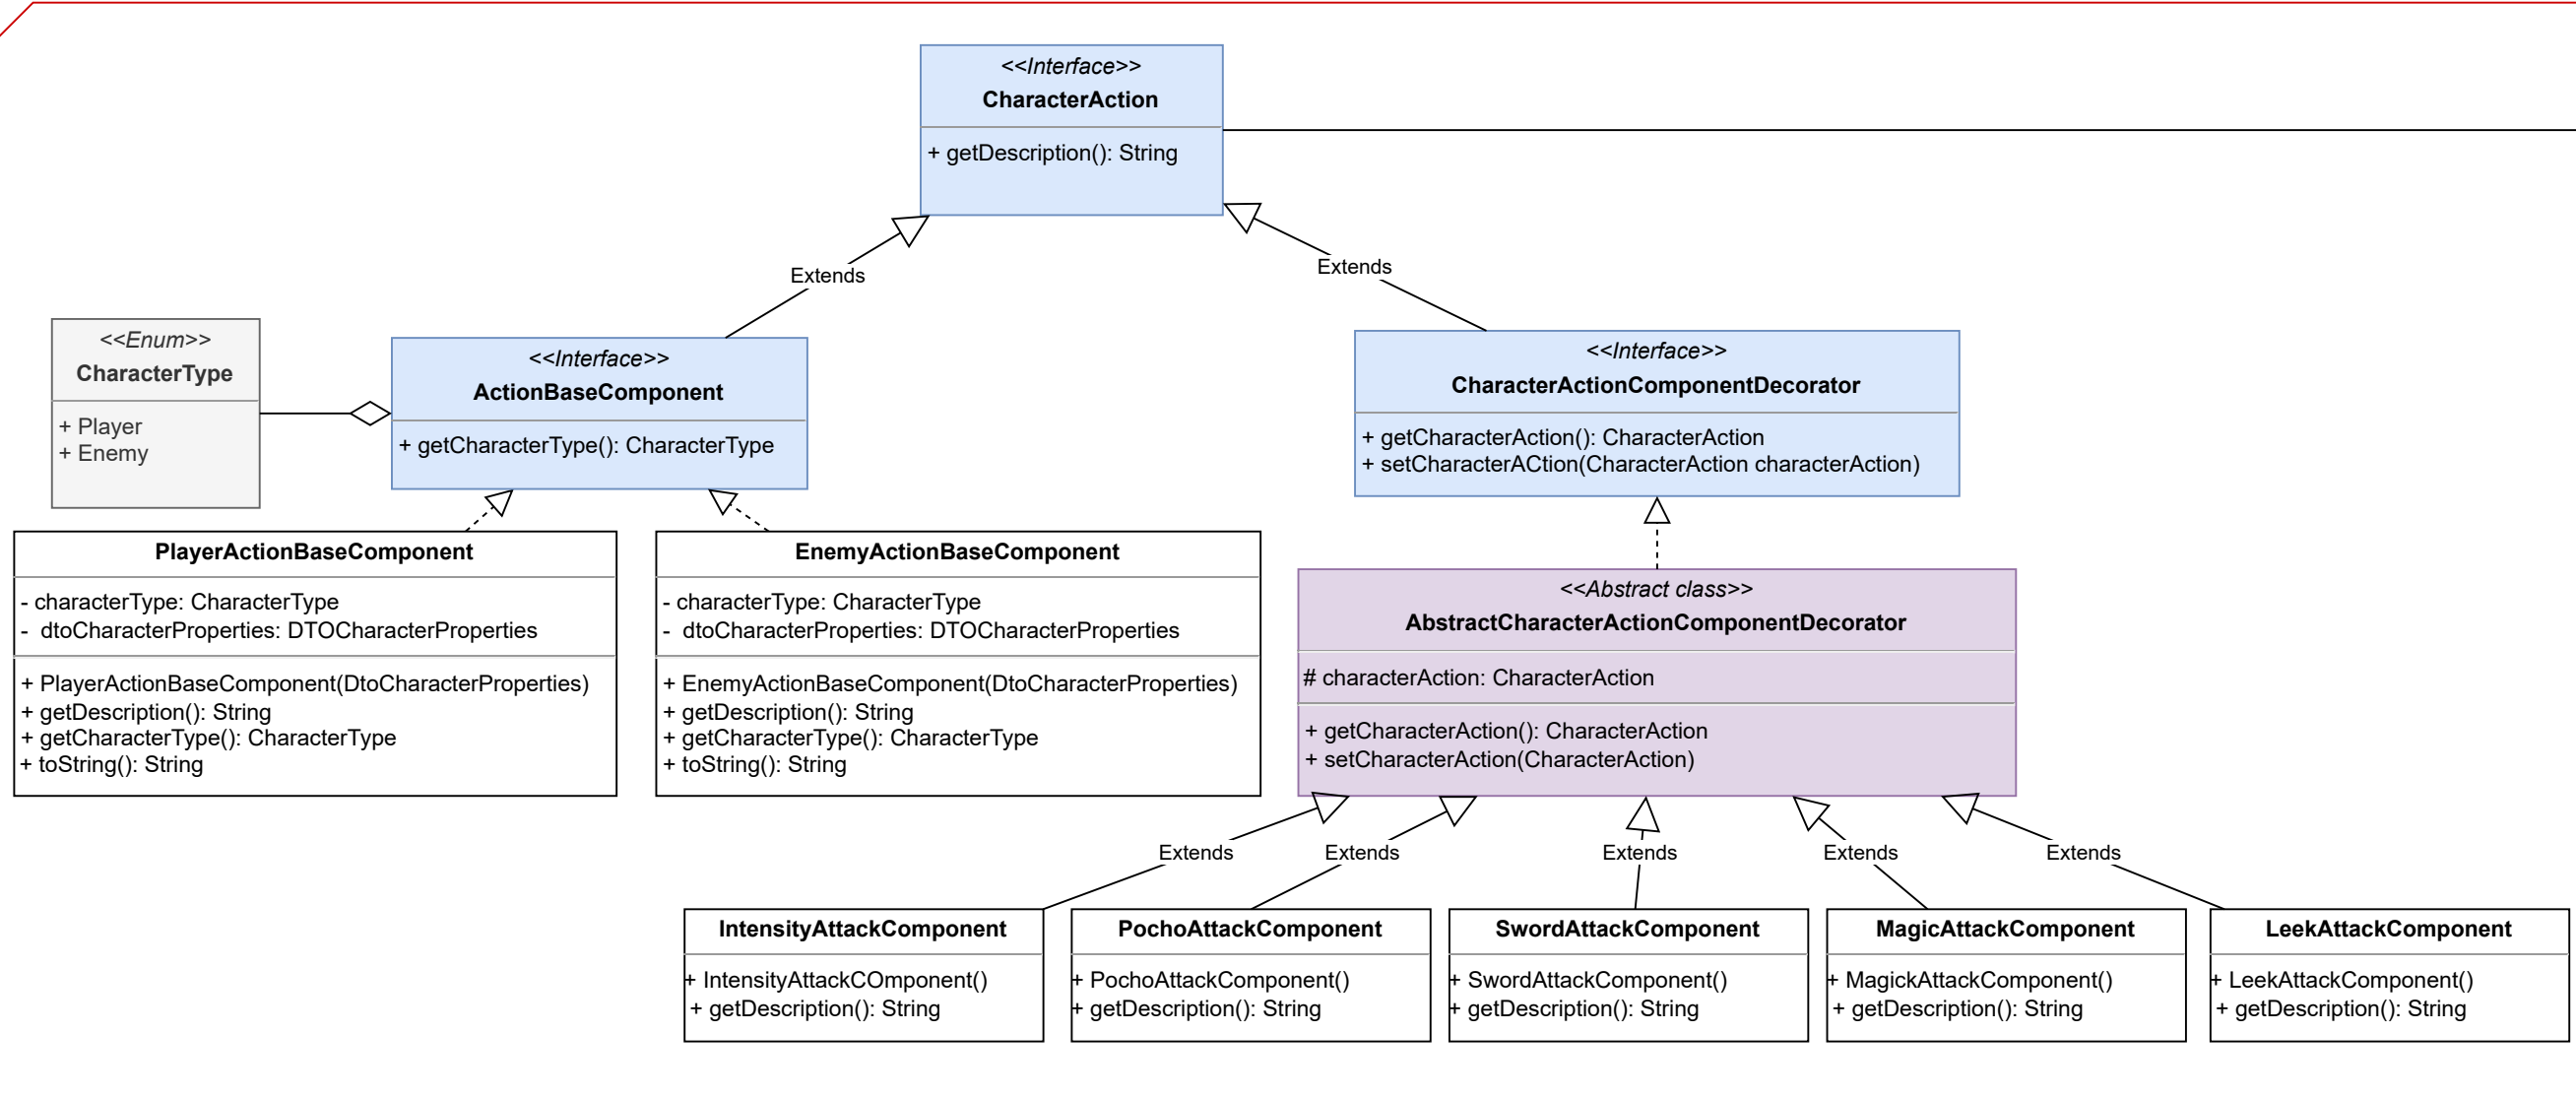 <<Interface>>
CharacterAction
+ getDescription(): String
Extends
Extends
<<Enum>>
CharacterType
+ Player
+ Enemy
<<Interface>>
ActionBaseComponent
+ getCharacterType(): CharacterType
<<Interface>>
CharacterActionComponentDecorator
+ getCharacterAction(): CharacterAction
+ setCharacterACtion(CharacterAction characterAction)
PlayerActionBaseComponent
- characterType: CharacterType
- dtoCharacterProperties: DTOCharacterProperties
+ PlayerActionBaseComponent(DtoCharacterProperties)
+ getDescription(): String
+ getCharacterType(): CharacterType
+ toString(): String
EnemyActionBaseComponent
- characterType: CharacterType
- dtoCharacterProperties: DTOCharacterProperties
+ EnemyActionBaseComponent(DtoCharacterProperties)
+ getDescription(): String
+ getCharacterType(): CharacterType
+ toString(): String
<<Abstract class>>
AbstractCharacterActionComponentDecorator
# characterAction: CharacterAction
+ getCharacterAction(): CharacterAction
+ setCharacterAction(CharacterAction)
Extends
Extends
Extends
Extends
Extends
IntensityAttackComponent
+ IntensityAttackCOmponent()
+ getDescription(): String
PochoAttackComponent
+ PochoAttackComponent()
+ getDescription(): String
SwordAttackComponent
+ SwordAttackComponent()
+ getDescription(): String
MagicAttackComponent
+ MagickAttackComponent()
+ getDescription(): String
LeekAttackComponent
+ LeekAttackComponent()
+ getDescription(): String